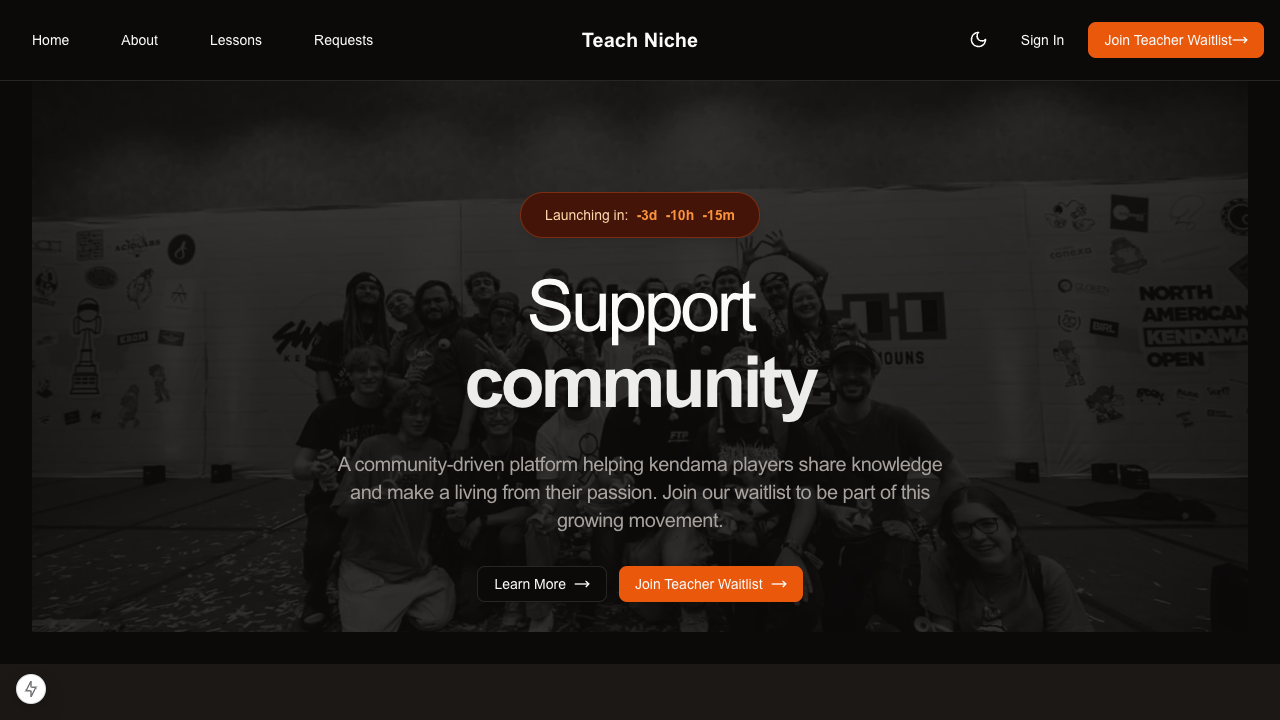 Home
About
Lessons
Requests
Teach Niche
Sign In
Join Teacher Waitlist
Launching in: -3d -10h -15m
NORTH
AMERICAN
KENDAMA
OPEN
Support
community
FTP
A community-driven platform helping kendama players share knowledge
and make a living from their passion. Join our waitlist to be part of this
growing movement.
Learn More
Join Teacher Waitlist